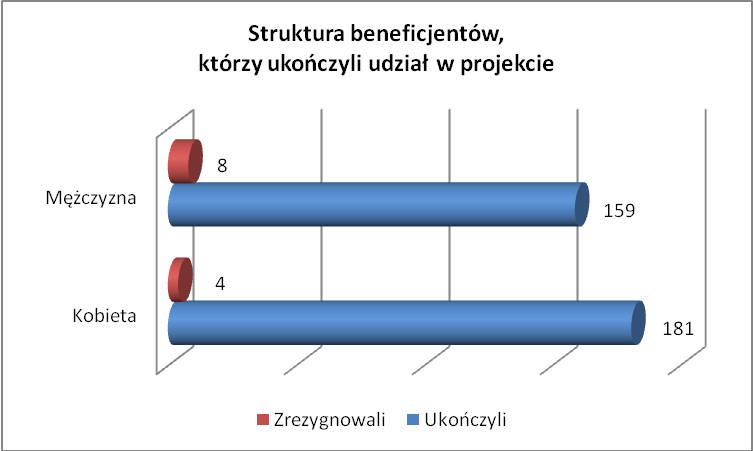 Struktura beneficjentów,
którzy ukończyli udział w projekcie
8
Mężczyzna
159
4
Kobieta
181
Zrezygnowali Ukończyli